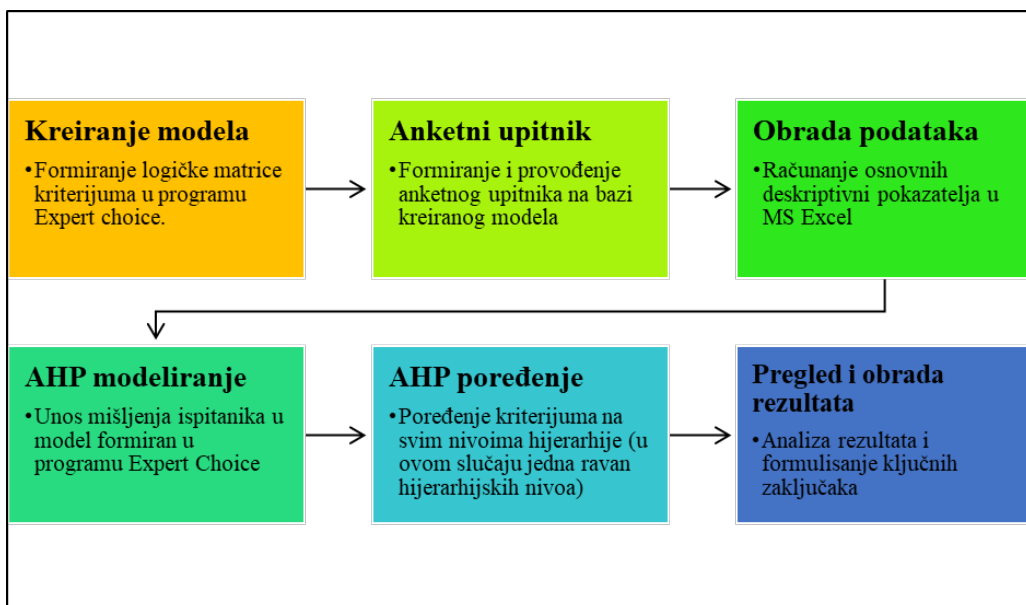 Kreiranje modela
•Formiranje logičke matrice
kriterijuma u programu
Expert choice.
Anketni upitnik
•Formiranje i provođenje
anketnog upitnika na bazi
kreiranog modela
Obrada podataka
•Računanje osnovnih
deskriptivni pokazatelja u
MS Excel
AHP modeliranje
•Unos mišljenja ispitanika u
model formiran u
programu Expert Choice
AHP poređenje
•Poređenje kriterijuma na
svim nivoima hijerarhije (u
ovom slučaju jedna ravan
hijerarhijskih nivoa)
Pregled i obrada
rezultata
•Analiza rezultata i
formulisanje ključnih
zaključaka